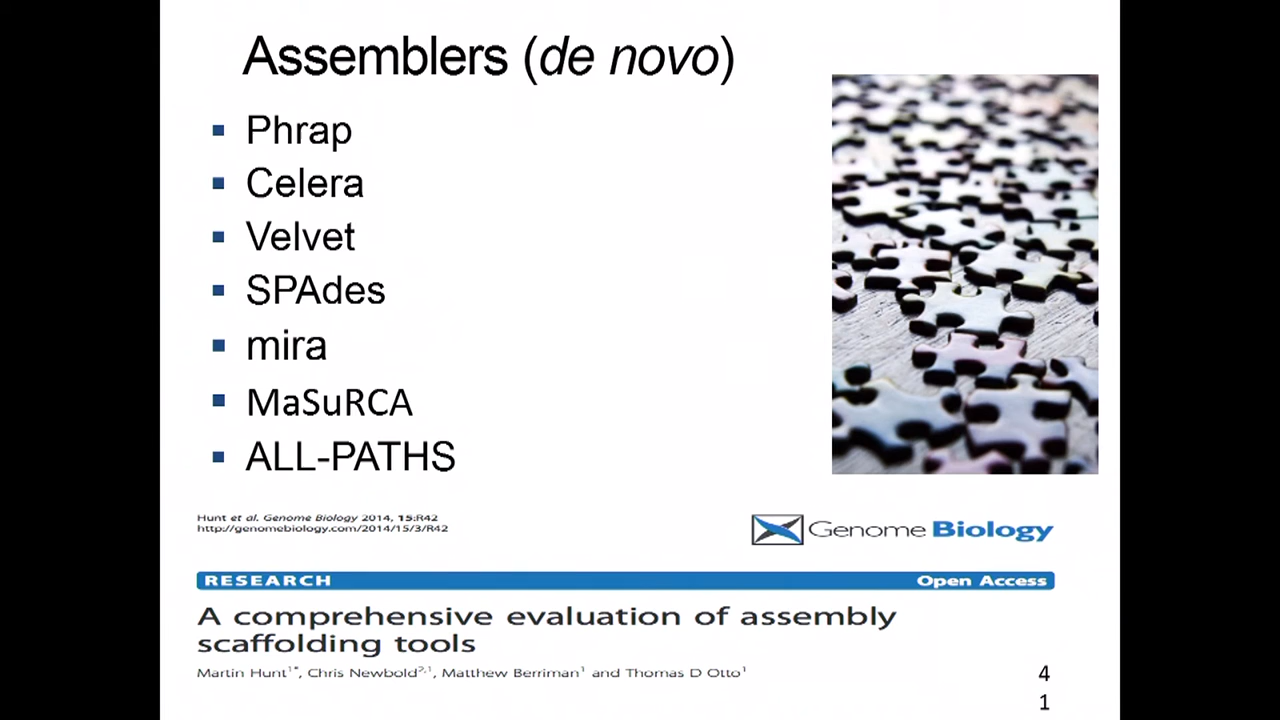 Assemblers (de novo)
▪ Phrap
▪ Celera
▪ Velvet
▪ SPAdes
▪ mira
▪ MaSuRCA
▪ ALL-PATHS
Hunt et al. Genome Biology 2014, 15:R42
http://genomebiology.com/2014/15/3/R42
Genome Biology
RESEARCH Open Access
A comprehensive evaluation of assembly
scaffolding tools
Martin Hunt1*, Chris Newbold2,1, Matthew Berriman1 and Thomas D Otto1
4
1